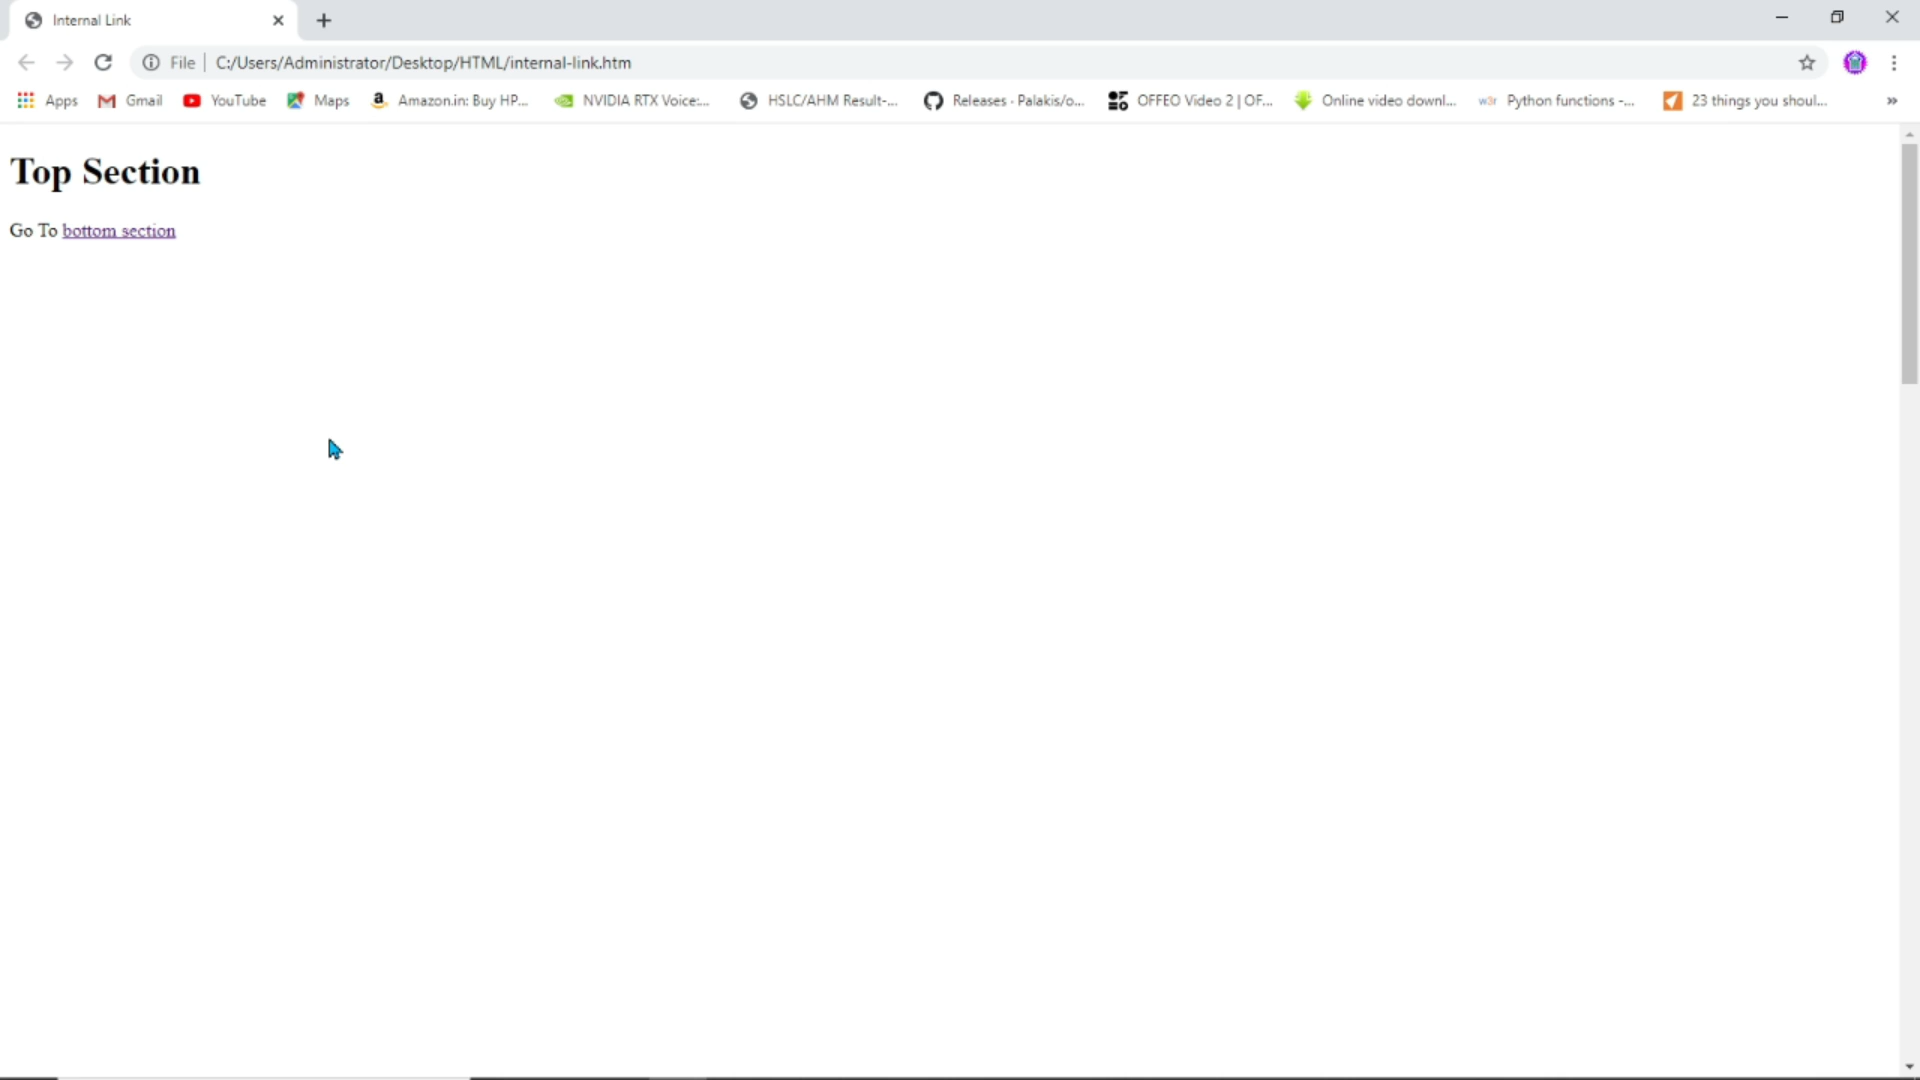 Internal Link
File C:/Users/Administrator/Desktop/HTML/internal-link.htm
Apps Gmail YouTube Maps Amazon.in: Buy HP... NVIDIA RTX Voice:... HSLC/AHM Result-... Releases · Palakis/o... OFFEO Video 2 | OF... Online video downl... w3r Python functions -... 23 things you shoul... »
Top Section
Go To bottom section